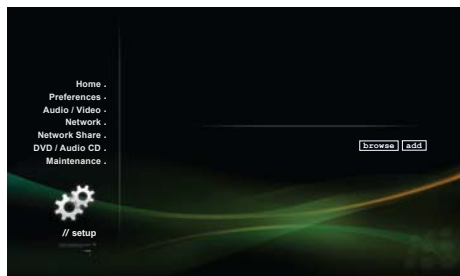 Home .
Preferences .
Audio / Video .
Network .
Network Share .
DVD / Audio CD .
Maintenance .
browse add
// setup